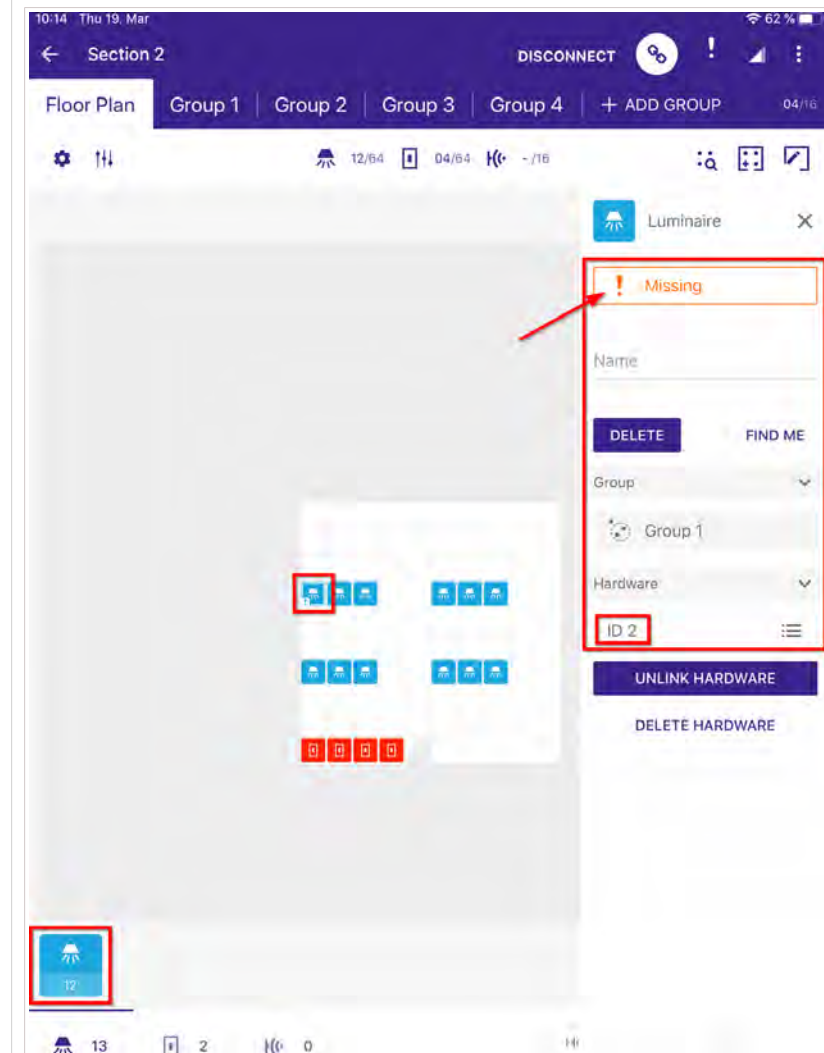 10:14 Thu 19. Mar 62 %
Section 2 DISCONNECT
Floor Plan Group 1 Group 2 Group 3 Group 4 + ADD GROUP 04/16
12/64 04/64 - /16
Luminaire
! Missing
Name
DELETE FIND ME
Group
Group 1
Hardware
ID 2
UNLINK HARDWARE
DELETE HARDWARE
12
13 2 0